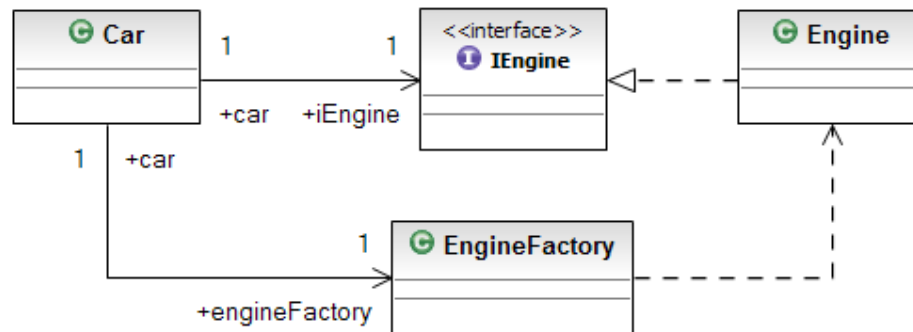 Car
1
1
+car
+iEngine
<<interface>>
I IEngine
C Engine
1
+car
1
+engineFactory
C EngineFactory